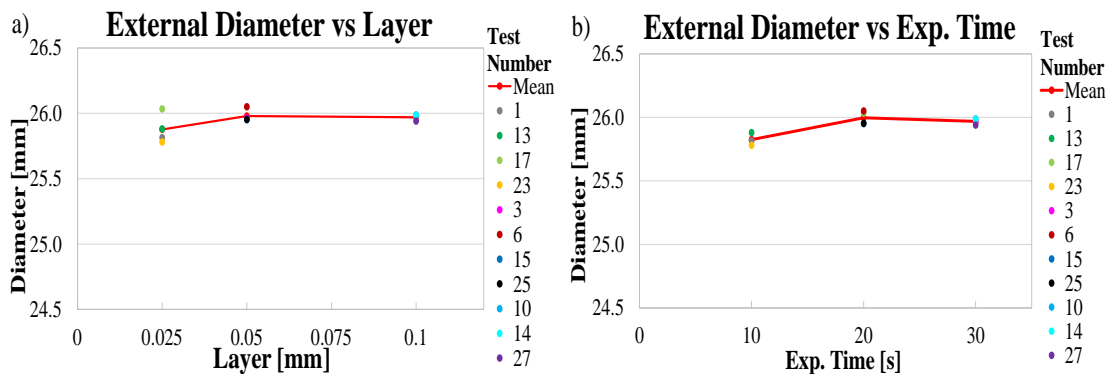 a)
External Diameter vs Layer
Diameter [mm]
26.5
26.0
25.5
25.0
24.5
0
0.025
0.05
0.075
0.1
Layer [mm]
Test
Number
Mean
1
13
17
23
3
6
15
25
10
14
27
b)
External Diameter vs Exp. Time
Diameter [mm]
26.5
26.0
25.5
25.0
24.5
0
10
20
30
Exp. Time [s]
Test
Number
Mean
1
13
17
23
3
6
15
25
10
14
27